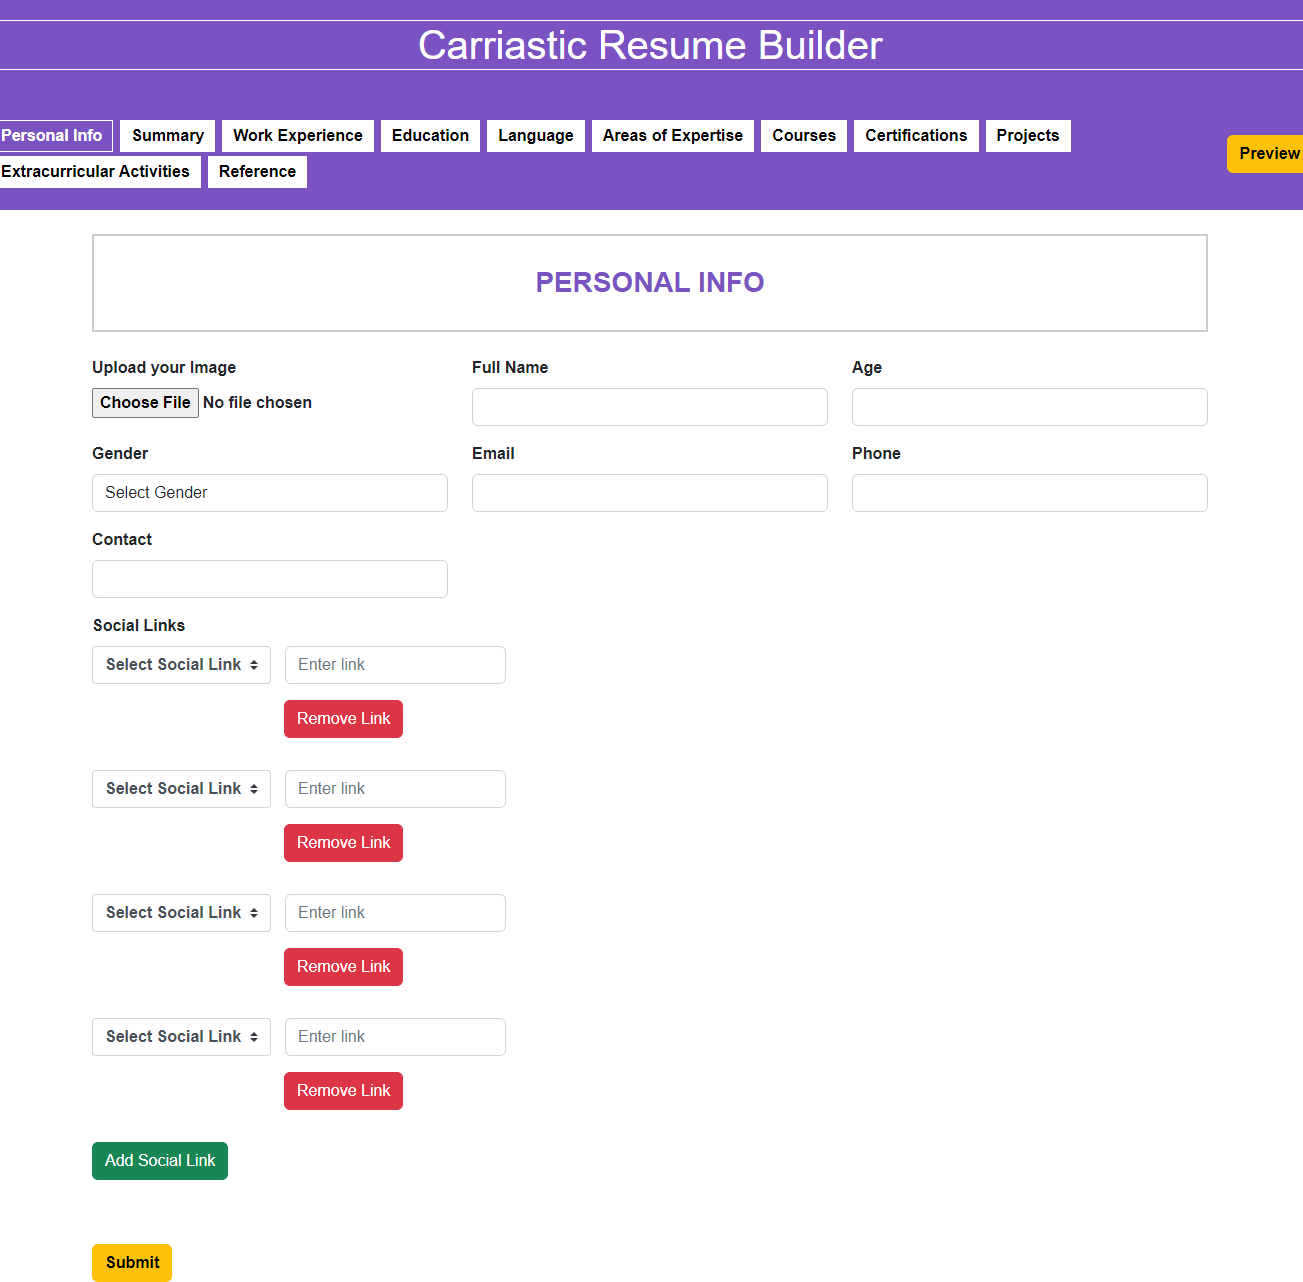 Carriastic Resume Builder
Personal Info Summary Work Experience Education Language Areas of Expertise Courses Certifications Projects
Extracurricular Activities Reference
Preview
PERSONAL INFO
Upload your Image Full Name Age
Choose File No file chosen
Gender Email Phone
Select Gender
Contact
Social Links
Select Social Link Enter link
Remove Link
Select Social Link Enter link
Remove Link
Select Social Link Enter link
Remove Link
Select Social Link Enter link
Remove Link
Add Social Link
Submit